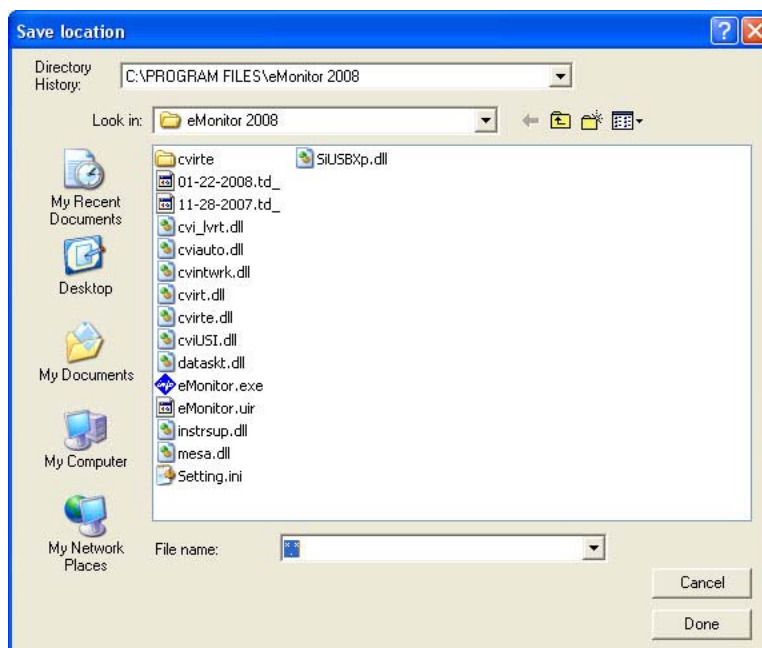 Save location
Directory
History:
C:\PROGRAM FILES\eMonitor 2008
Look in:
eMonitor 2008
My Recent
Documents
Desktop
My Documents
My Computer
My Network
Places
cvirte
01-22-2008.td_
11-28-2007.td_
cvi_lvrt.dll
cviauto.dll
cvintwrk.dll
cvirt.dll
cvirte.dll
cviUSI.dll
dataskt.dll
eMonitor.exe
eMonitor.uir
instrsup.dll
mesa.dll
Setting.ini
SiUSBXp.dll
File name:
*.*
Cancel
Done